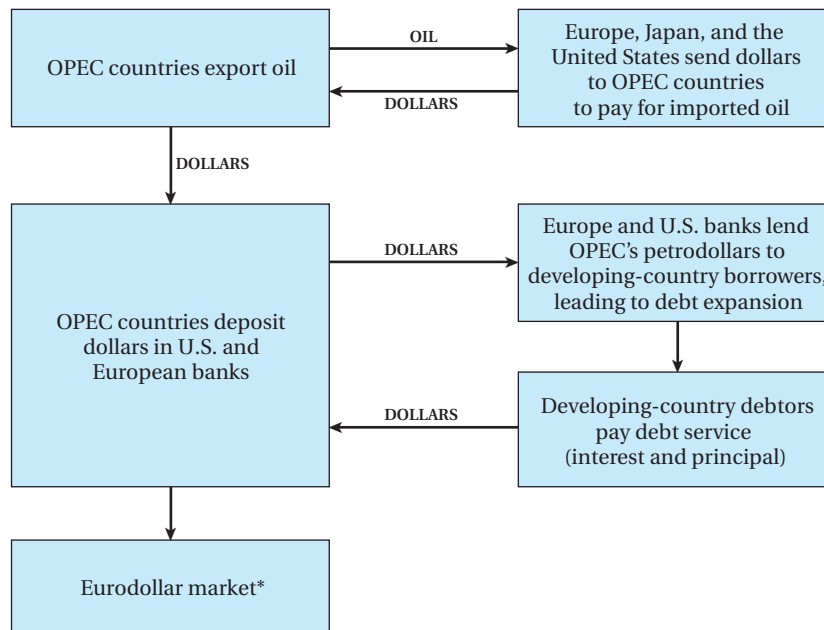 OPEC countries export oil
OIL
DOLLARS
Europe, Japan, and the
United States send dollars
to OPEC countries
to pay for imported oil
DOLLARS
OPEC countries deposit
dollars in U.S. and
European banks
DOLLARS
Europe and U.S. banks lend
OPEC’s petrodollars to
developing-country borrowers,
leading to debt expansion
DOLLARS
Developing-country debtors
pay debt service
(interest and principal)
Eurodollar market*